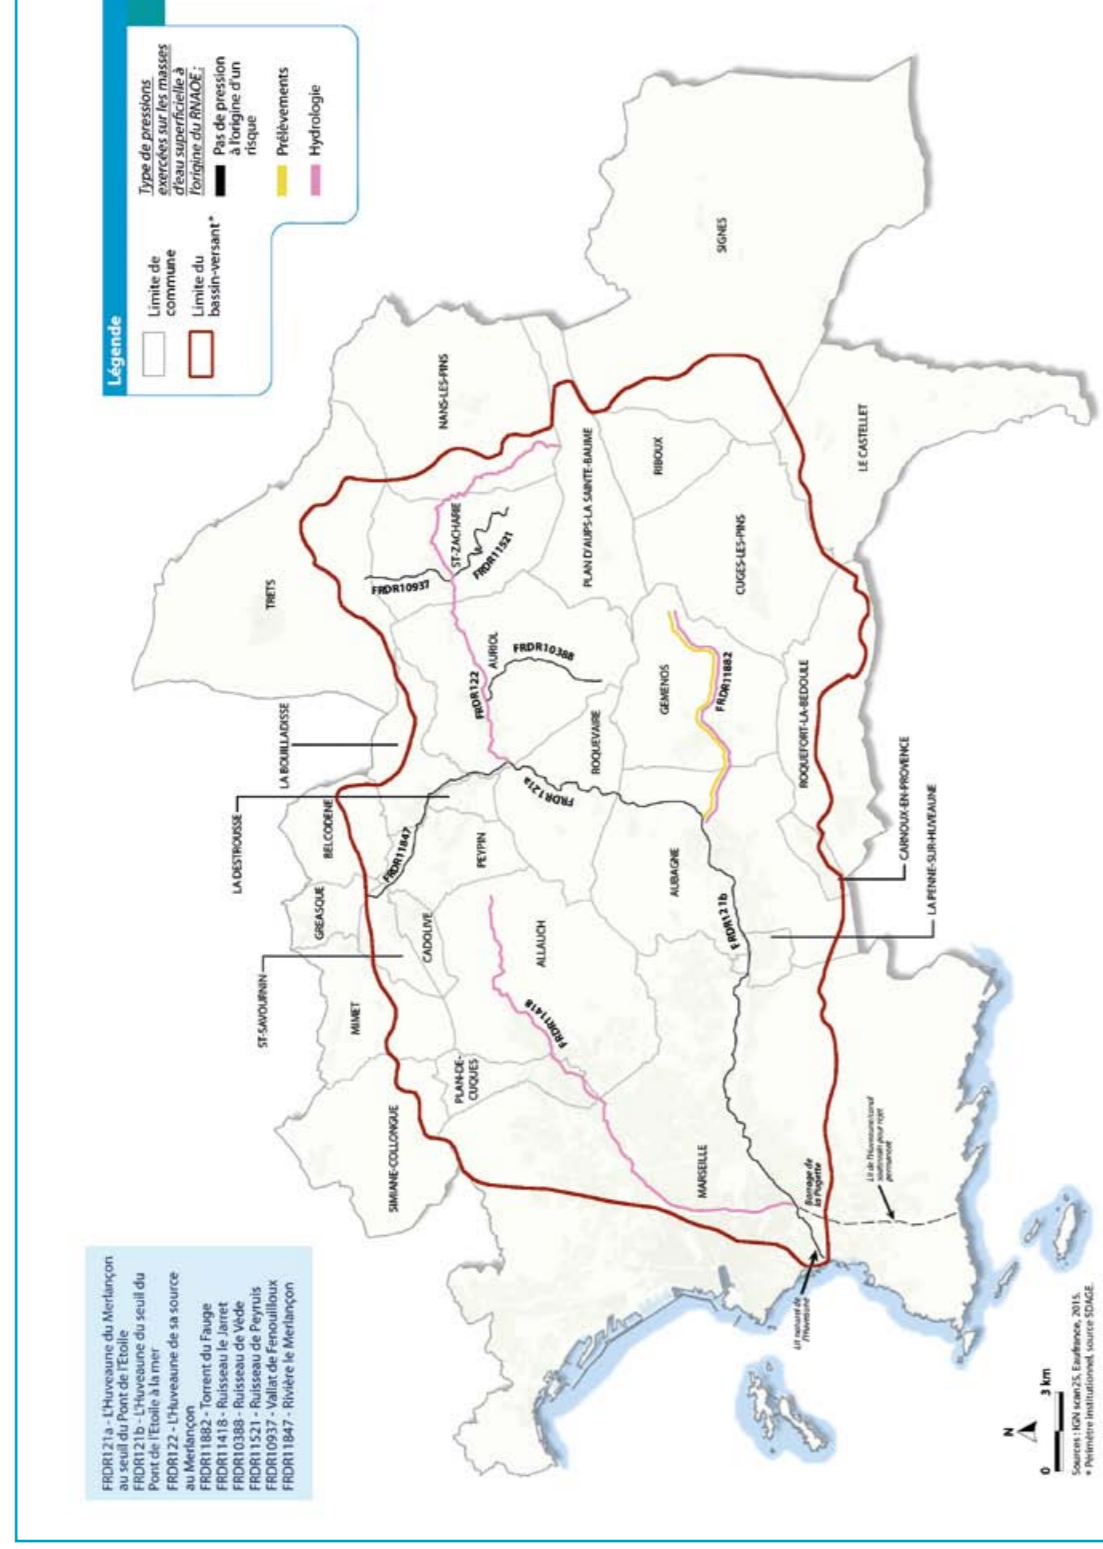 Légende
Limite de
commune
Limite du
bassin-versant*
Type de pressions
exercées sur les masses
d'eau superficielle à
l'origine du RNAOE :
Pas de pression
à l'origine d'un
risque
Prélèvements
Hydrologie
FRDR121a - L'Huveaune du Merlançon
au seuil du Pont de l'Etoile
FRDR121b - L'Huveaune du seuil du
Pont de l'Etoile à la mer
FRDR122 - L'Huveaune de sa source
au Merlançon
FRDR11882 - Torrent du Fauge
FRDR11418 - Ruisseau le Jarret
FRDR10388 - Ruisseau de Vède
FRDR11521 - Ruisseau de Peyruis
FRDR10937 - Vallat de Fenouilloux
FRDR11847 - Rivière le Merlançon
TRETS
NANS-LES-PINS
SIGNES
LA BOUILLADISSE
LA DESTROUSSE
BELCODENE
GREASQUE
ST-SAVOURNIN
MIMET
SIMIANE-COLLONGUE
CADOLIVE
PEYPIN
PLAN-DE-
CUQUES
ALLAUCH
ST-ZACHARIE
AURIOL
ROQUEVAIRE
PLAN D'AUPS-LA SAINTE-BAUME
RIBOUX
CUGES-LES-PINS
LE CASTELLET
GEMENOS
AUBAGNE
ROQUEFORT-LA-BEDOULE
CARNOUX-EN-PROVENCE
LA PENNE-SUR-HUVEAUNE
MARSEILLE
FRDR10937
FRDR11521
FRDR122
FRDR10388
FRDR11847
FRDR121a
FRDR11882
FRDR121b
FRDR11418
Barrage de
la Pugette
Lit de l'Huveaune/canal
souterrain pour rejet
permanent
Lit naturel de
l'Huveaune
N
0 3 km
Sources : IGN scan25, Eaufrance, 2015.
* Périmètre institutionnel, source SDAGE.